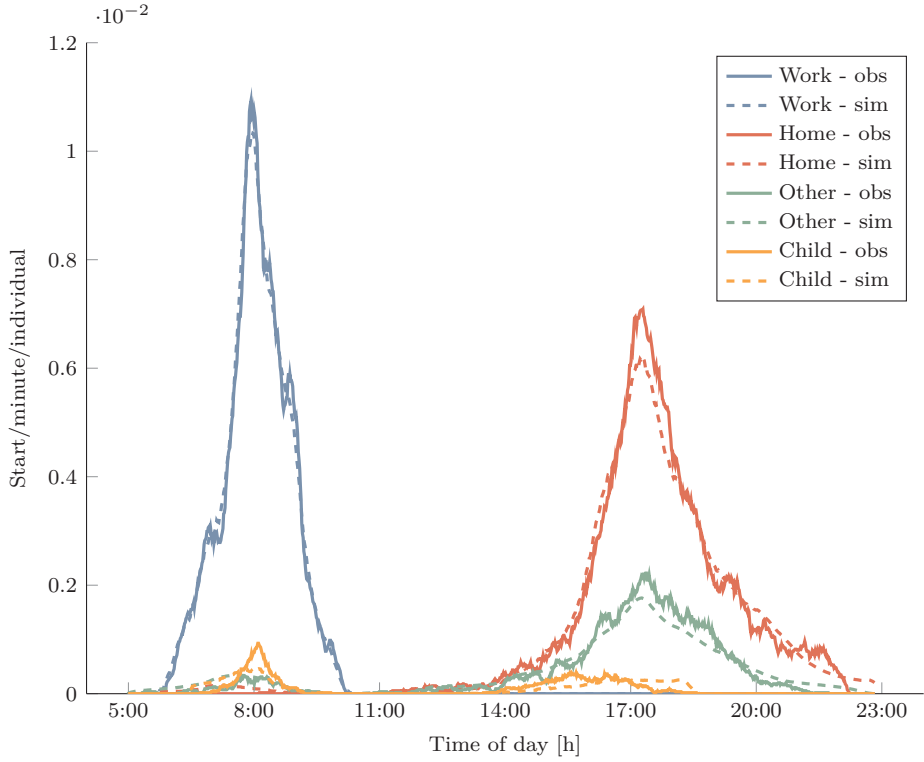 ·10−2
1.2
1
0.8
0.6
0.4
0.2
0
Start/minute/individual
Work - obs
Work - sim
Home - obs
Home - sim
Other - obs
Other - sim
Child - obs
Child - sim
5:00 8:00 11:00 14:00 17:00 20:00 23:00
Time of day [h]